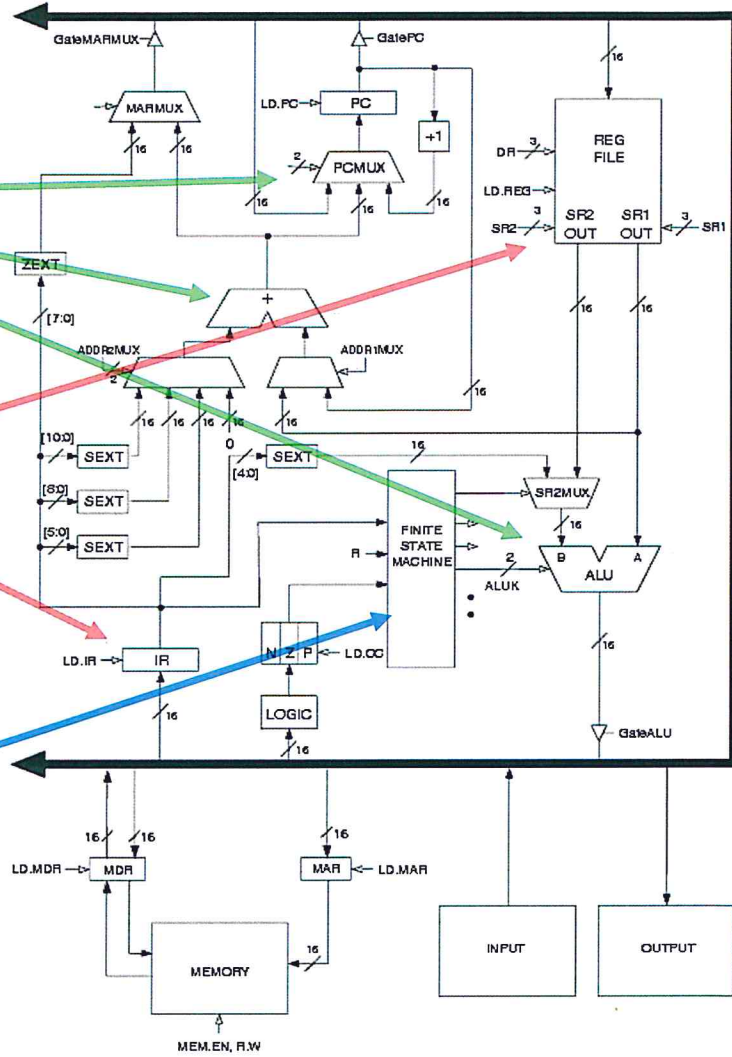 GateMARMUX
GatePC
16
MARMUX
LD.PC
PC
+1
REG
FILE
DR
3
LD.REG
2
PCMUX
16
16
16
16
16
SR2
3
SR2
OUT
SR1
OUT
3
SR1
ZEXT
+
[7:0]
16
16
ADDR2MUX
2
ADDR1MUX
16
16
16
16
16
16
0
[10:0]
SEXT
[4:0]
SEXT
16
[8:0]
SEXT
SR2MUX
[5:0]
SEXT
FINITE
STATE
MACHINE
16
R
B
A
2
ALUK
ALU
LD.IR
IR
N Z P
LD.CC
16
LOGIC
16
16
GateALU
16
16
16
LD.MDR
MDR
MAR
LD.MAR
16
MEMORY
INPUT
OUTPUT
MEM.EN, R.W